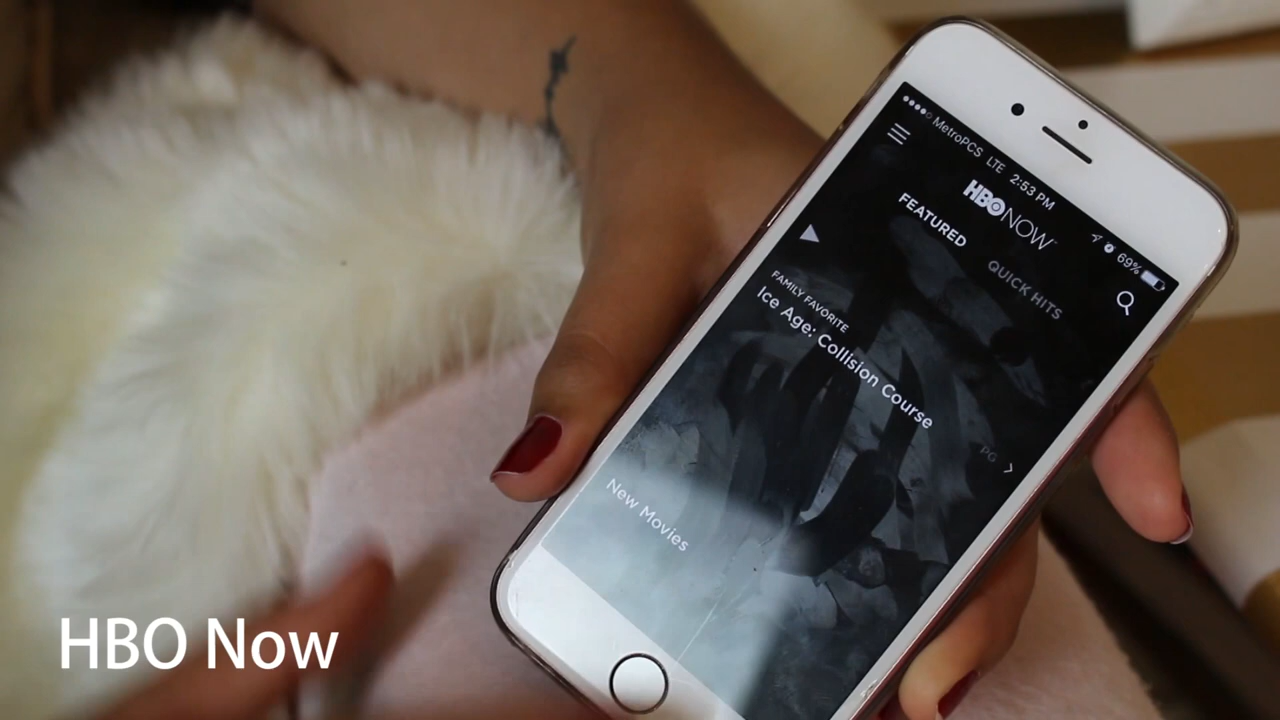 MetroPCS LTE 2:53 PM 69%
HBO NOW
FEATURED QUICK HITS
FAMILY FAVORITE
Ice Age: Collision Course
PG
New Movies
HBO Now